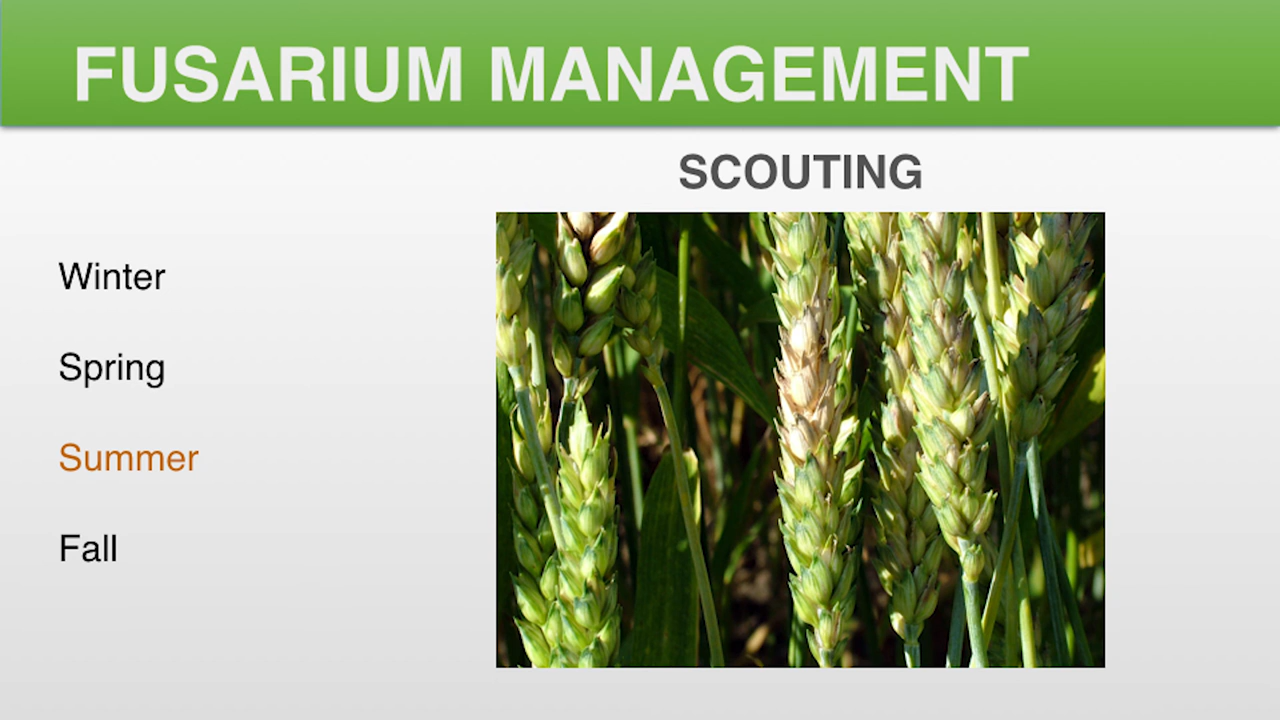 FUSARIUM MANAGEMENT
SCOUTING
Winter
Spring
Summer
Fall